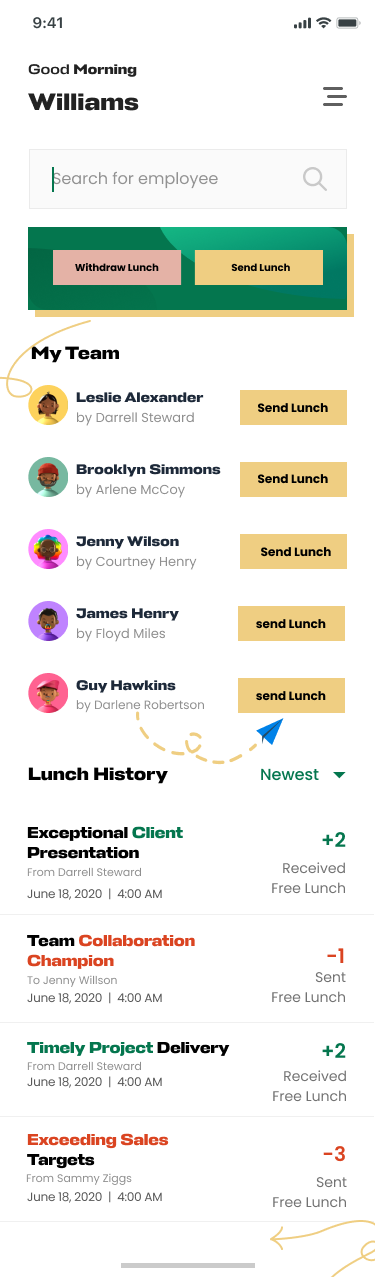 9:41
Good Morning
Williams
Search for employee
Withdraw Lunch
Send Lunch
My Team
Leslie Alexander
by Darrell Steward
Send Lunch
Brooklyn Simmons
by Arlene McCoy
Send Lunch
Jenny Wilson
by Courtney Henry
Send Lunch
James Henry
by Floyd Miles
send Lunch
Guy Hawkins
by Darlene Robertson
send Lunch
Lunch History
Newest
Exceptional Client
Presentation
From Darrell Steward
June 18, 2020 | 4:00 AM
+2
Received
Free Lunch
Team Collaboration
Champion
To Jenny Willson
June 18, 2020 | 4:00 AM
-1
Sent
Free Lunch
Timely Project Delivery
From Darrell Steward
June 18, 2020 | 4:00 AM
+2
Received
Free Lunch
Exceeding Sales
Targets
From Sammy Ziggs
June 18, 2020 | 4:00 AM
-3
Sent
Free Lunch